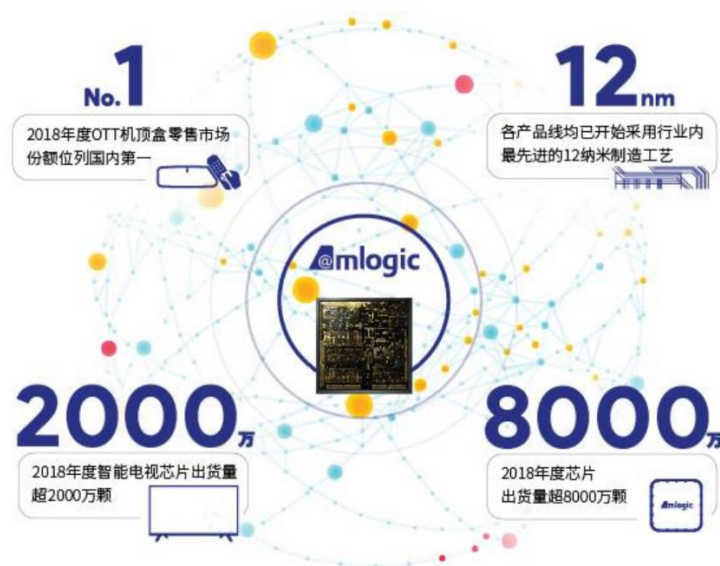 No.1
2018年度OTT机顶盒零售市场
份额位列国内第一
12nm
各产品线均已开始采用行业内
最先进的12纳米制造工艺
@mlogic
2000万
2018年度智能电视芯片出货量
超2000万颗
8000万
2018年度芯片
出货量超8000万颗
Amlogic